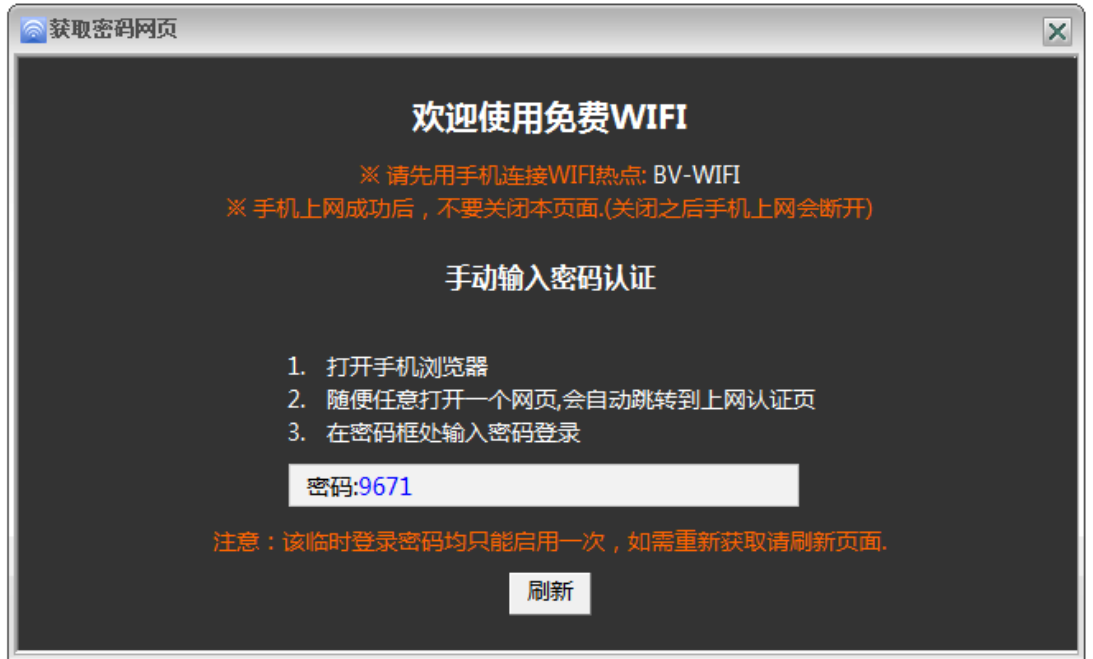 获取密码网页
欢迎使用免费WIFI
※ 请先用手机连接WIFI热点: BV-WIFI
※ 手机上网成功后，不要关闭本页面.(关闭之后手机上网会断开)
手动输入密码认证
1. 打开手机浏览器
2. 随便任意打开一个网页,会自动跳转到上网认证页
3. 在密码框处输入密码登录
密码:9671
注意：该临时登录密码均只能启用一次，如需重新获取请刷新页面.
刷新